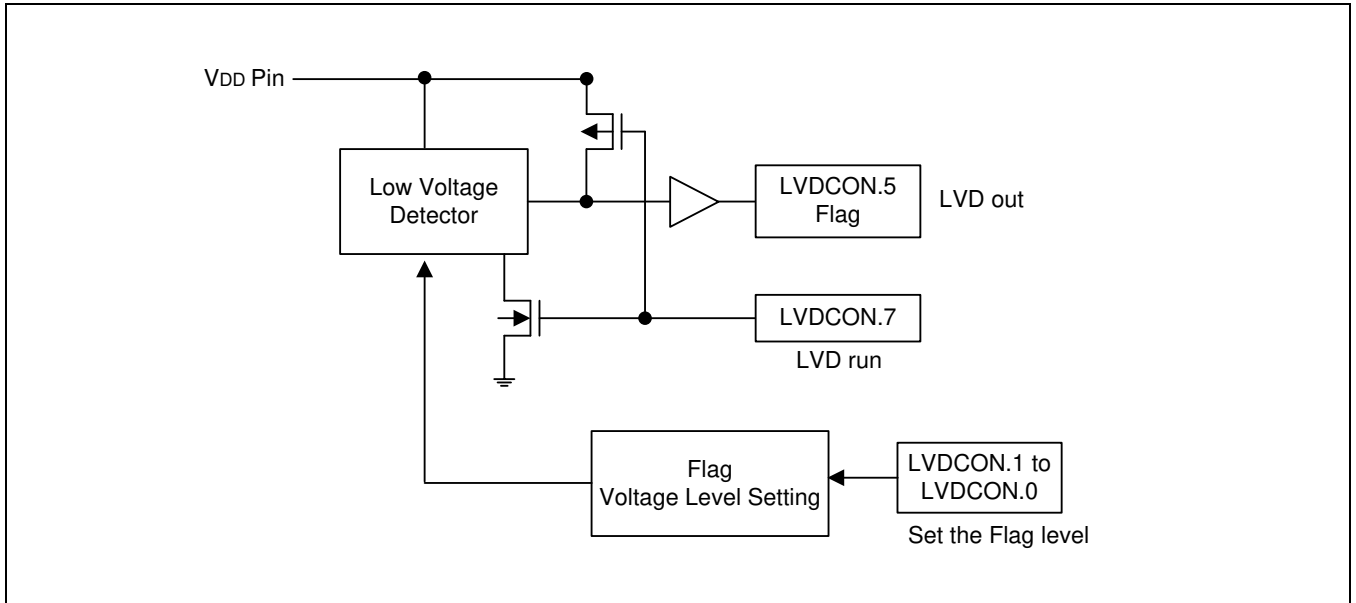 VDD Pin
Low Voltage
Detector
LVDCON.5
Flag
LVD out
LVDCON.7
LVD run
Flag
Voltage Level Setting
LVDCON.1 to
LVDCON.0
Set the Flag level